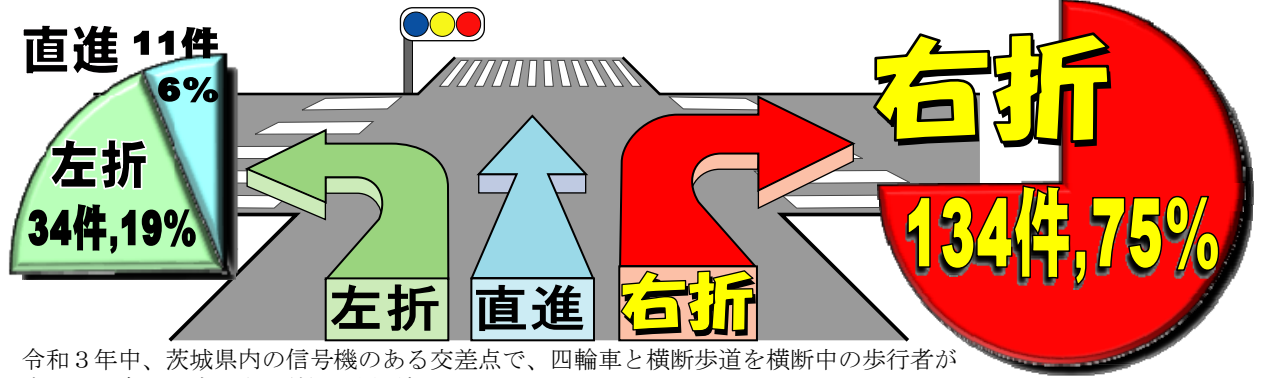 直進 11件
6%
左折
34件,19%
左折
直進
右折
右折
134件,75%
令和３年中、茨城県内の信号機のある交差点で、四輪車と横断歩道を横断中の歩行者が